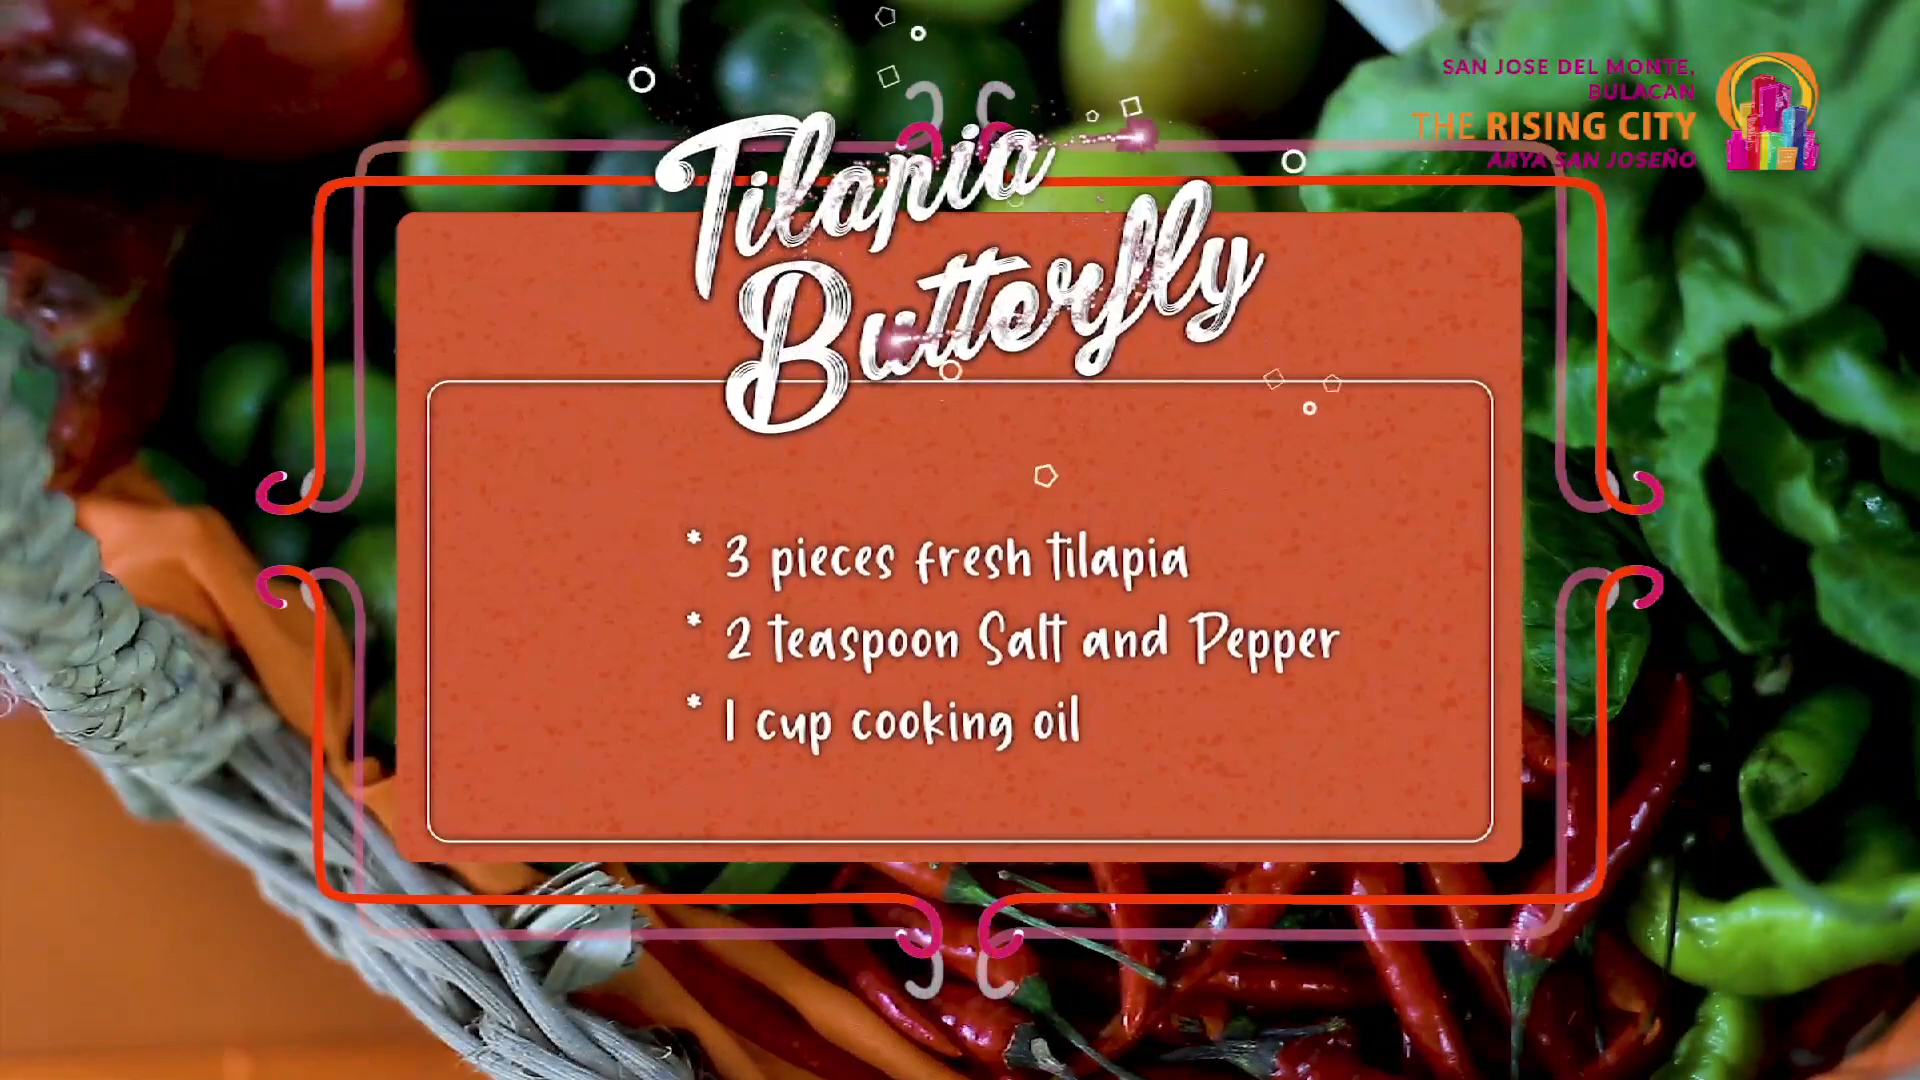 SAN JOSE DEL MONTE,
BULACAN
THE RISING CITY
ARYA SAN JOSEÑO
Tilapia
Butterfly
* 3 pieces fresh tilapia
* 2 teaspoon Salt and Pepper
* 1 cup cooking oil